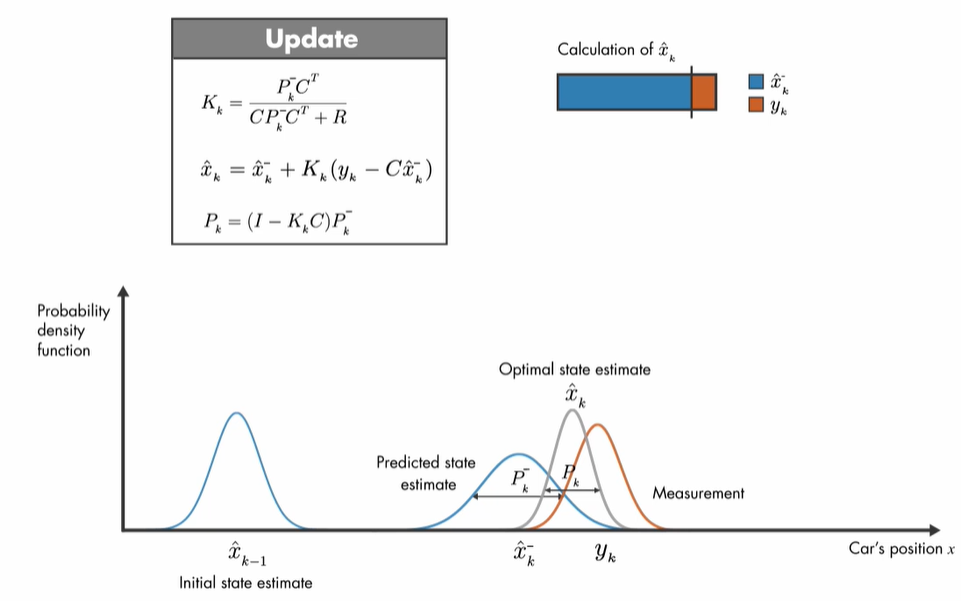 Update
K_k = P_k^- C^T / (C P_k^- C^T + R)
x̂_k = x̂_k^- + K_k (y_k − C x̂_k^-)
P_k = (I − K_k C) P_k^-
Calculation of x̂_k
x̂_k^-
y_k
Probability
density
function
Optimal state estimate
x̂_k
Predicted state
estimate
P_k^-
P_k
Measurement
x̂_{k−1}
Initial state estimate
x̂_k^-
y_k
Car's position x